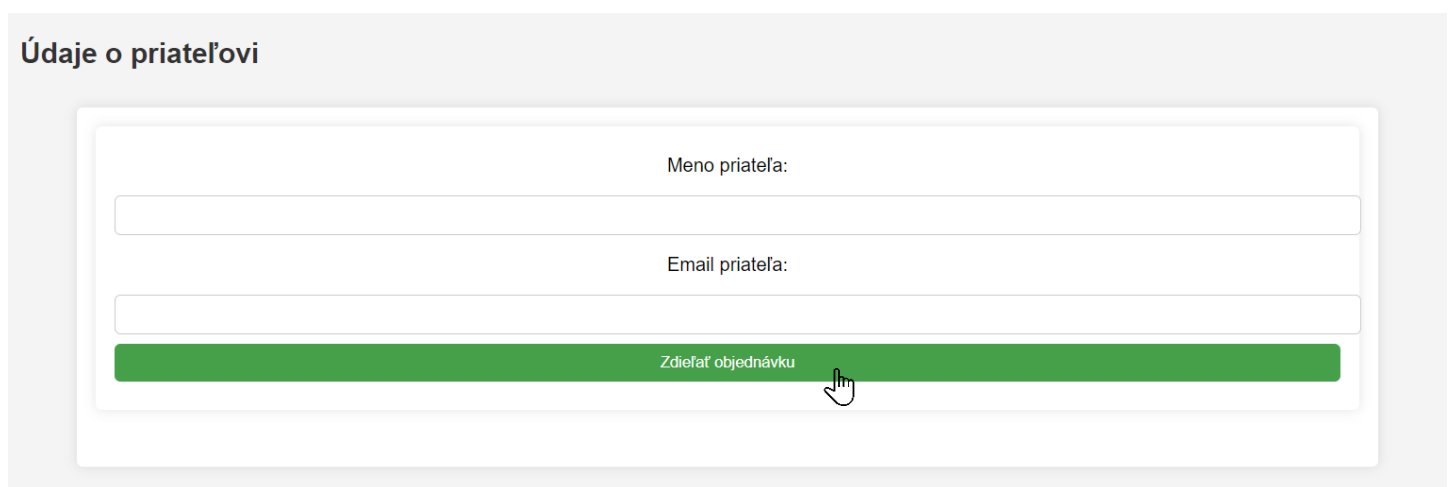 Údaje o priateľovi
Meno priateľa:
Email priateľa:
Zdieľať objednávku